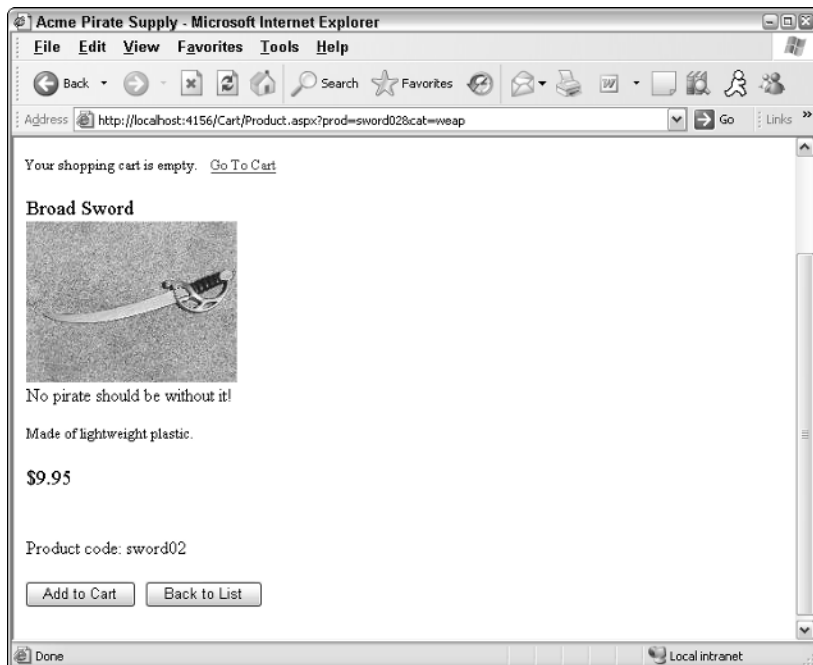 Acme Pirate Supply - Microsoft Internet Explorer
File Edit View Favorites Tools Help
Back Search Favorites
Address http://localhost:4156/Cart/Product.aspx?prod=sword02&cat=weap Go Links »
Your shopping cart is empty. Go To Cart
Broad Sword
No pirate should be without it!
Made of lightweight plastic.
$9.95
Product code: sword02
Add to Cart Back to List
Done Local intranet